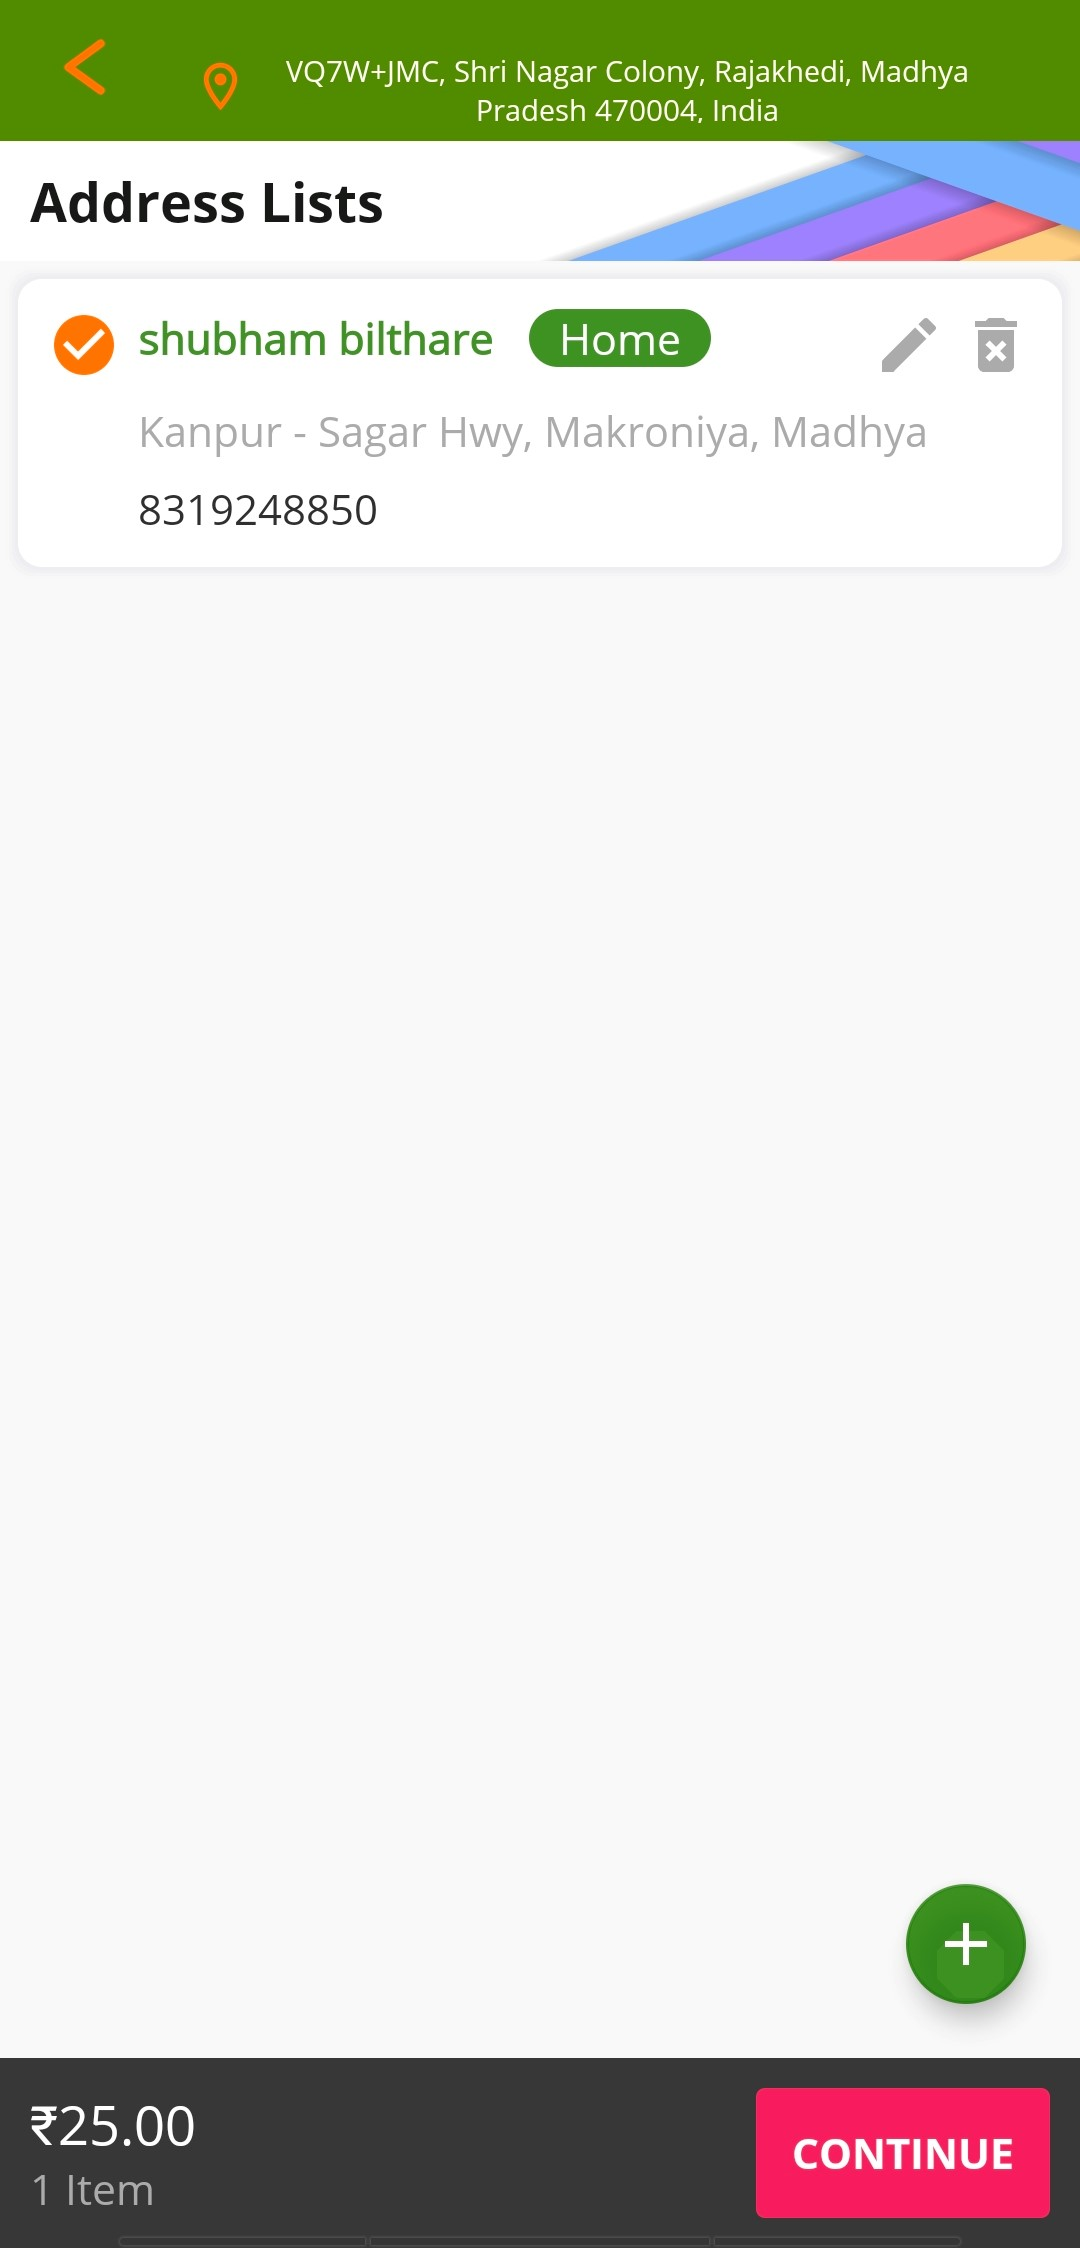 VQ7W+JMC, Shri Nagar Colony, Rajakhedi, Madhya
Pradesh 470004, India
Address Lists
shubham bilthare
Home
Kanpur - Sagar Hwy, Makroniya, Madhya
8319248850
₹25.00
1 Item
CONTINUE